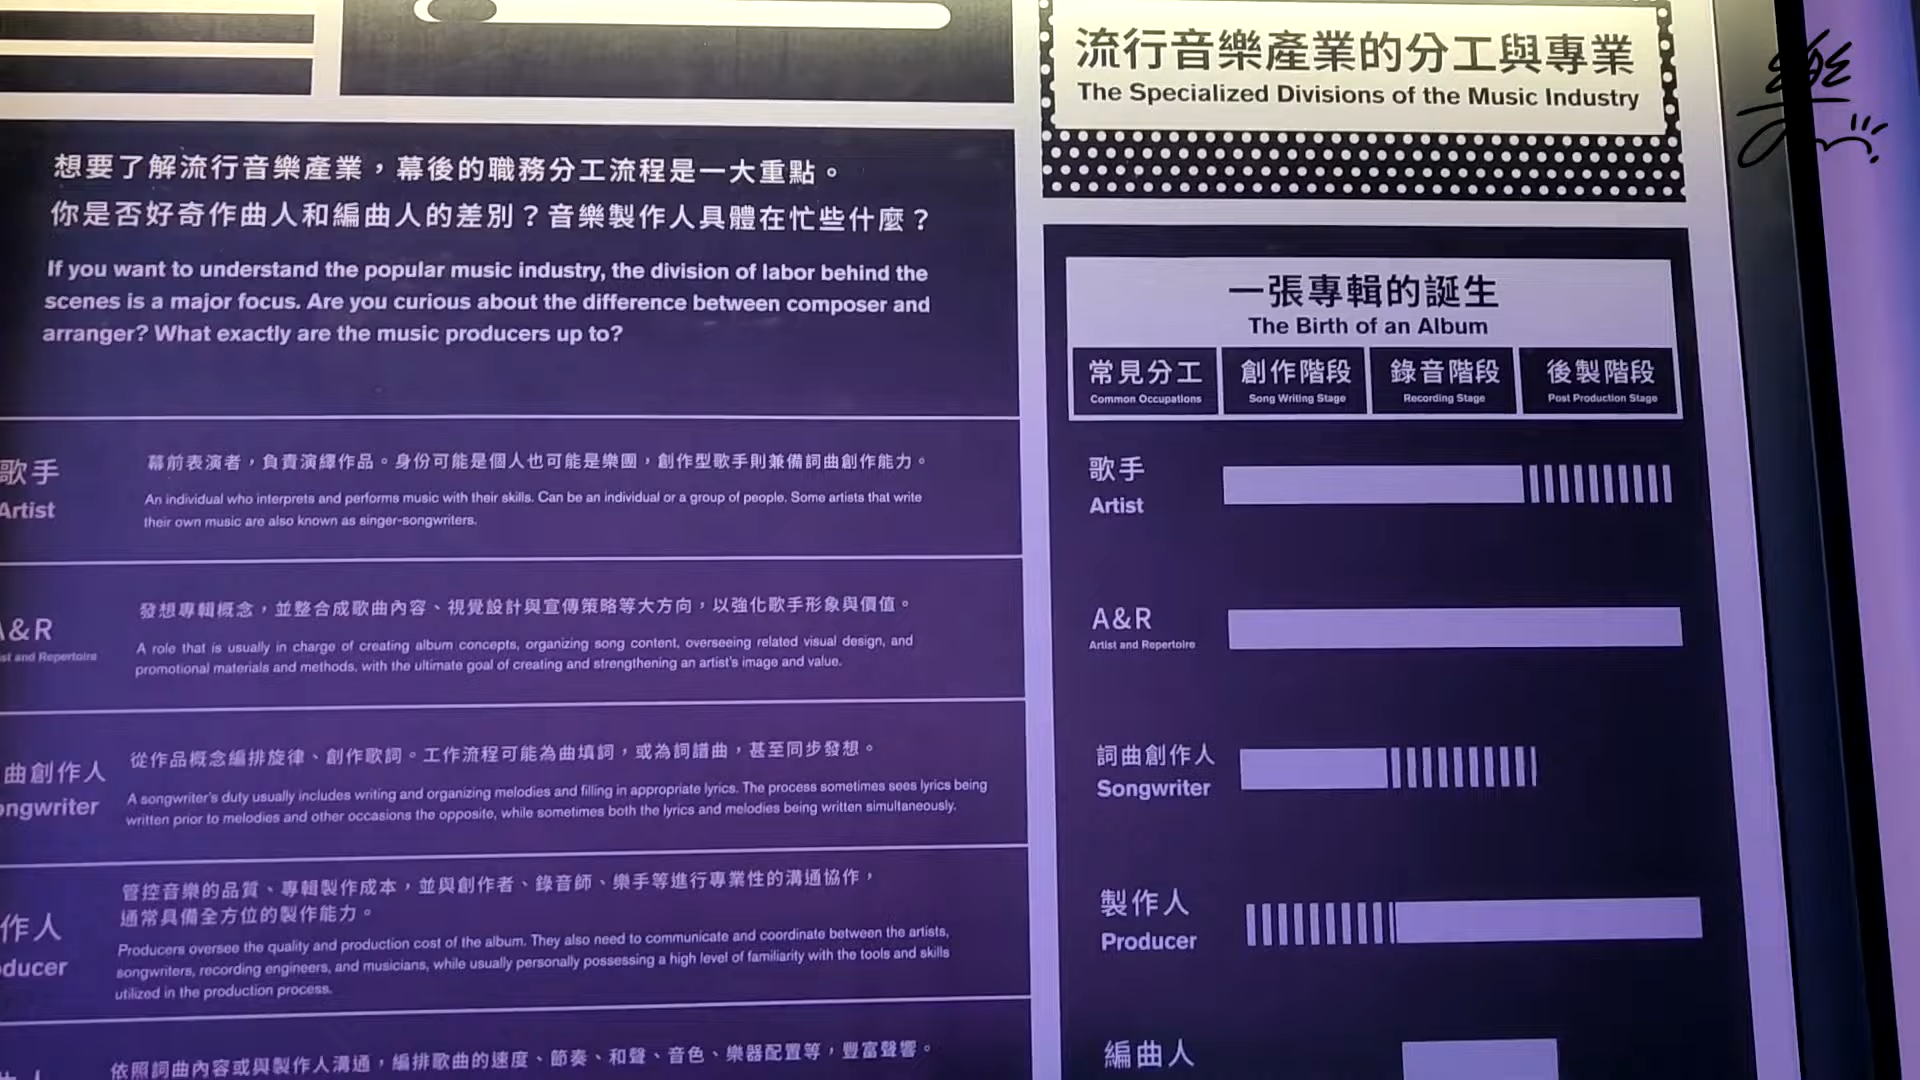 流行音樂產業的分工與專業
The Specialized Divisions of the Music Industry
想要了解流行音樂產業，幕後的職務分工流程是一大重點。
你是否好奇作曲人和編曲人的差別？音樂製作人具體在忙些什麼？
If you want to understand the popular music industry, the division of labor behind the
scenes is a major focus. Are you curious about the difference between composer and
arranger? What exactly are the music producers up to?
歌手
Artist
幕前表演者，負責演繹作品。身份可能是個人也可能是樂團，創作型歌手則兼備詞曲創作能力。
An individual who interprets and performs music with their skills. Can be an individual or a group of people. Some artists that write
their own music are also known as singer-songwriters.
A&R
ist and Repertoire
發想專輯概念，並整合成歌曲內容、視覺設計與宣傳策略等大方向，以強化歌手形象與價值。
A role that is usually in charge of creating album concepts, organizing song content, overseeing related visual design, and
promotional materials and methods, with the ultimate goal of creating and strengthening an artist's image and value.
曲創作人
ongwriter
從作品概念編排旋律、創作歌詞。工作流程可能為曲填詞，或為詞譜曲，甚至同步發想。
A songwriter's duty usually includes writing and organizing melodies and filling in appropriate lyrics. The process sometimes sees lyrics being
written prior to melodies and other occasions the opposite, while sometimes both the lyrics and melodies being written simultaneously.
作人
ducer
管控音樂的品質、專輯製作成本，並與創作者、錄音師、樂手等進行專業性的溝通協作，
通常具備全方位的製作能力。
Producers oversee the quality and production cost of the album. They also need to communicate and coordinate between the artists,
songwriters, recording engineers, and musicians, while usually personally possessing a high level of familiarity with the tools and skills
utilized in the production process.
依照詞曲內容或與製作人溝通，編排歌曲的速度、節奏、和聲、音色、樂器配置等，豐富聲響。
一張專輯的誕生
The Birth of an Album
常見分工
Common Occupations
創作階段
Song Writing Stage
錄音階段
Recording Stage
後製階段
Post Production Stage
歌手
Artist
A&R
Artist and Repertoire
詞曲創作人
Songwriter
製作人
Producer
編曲人